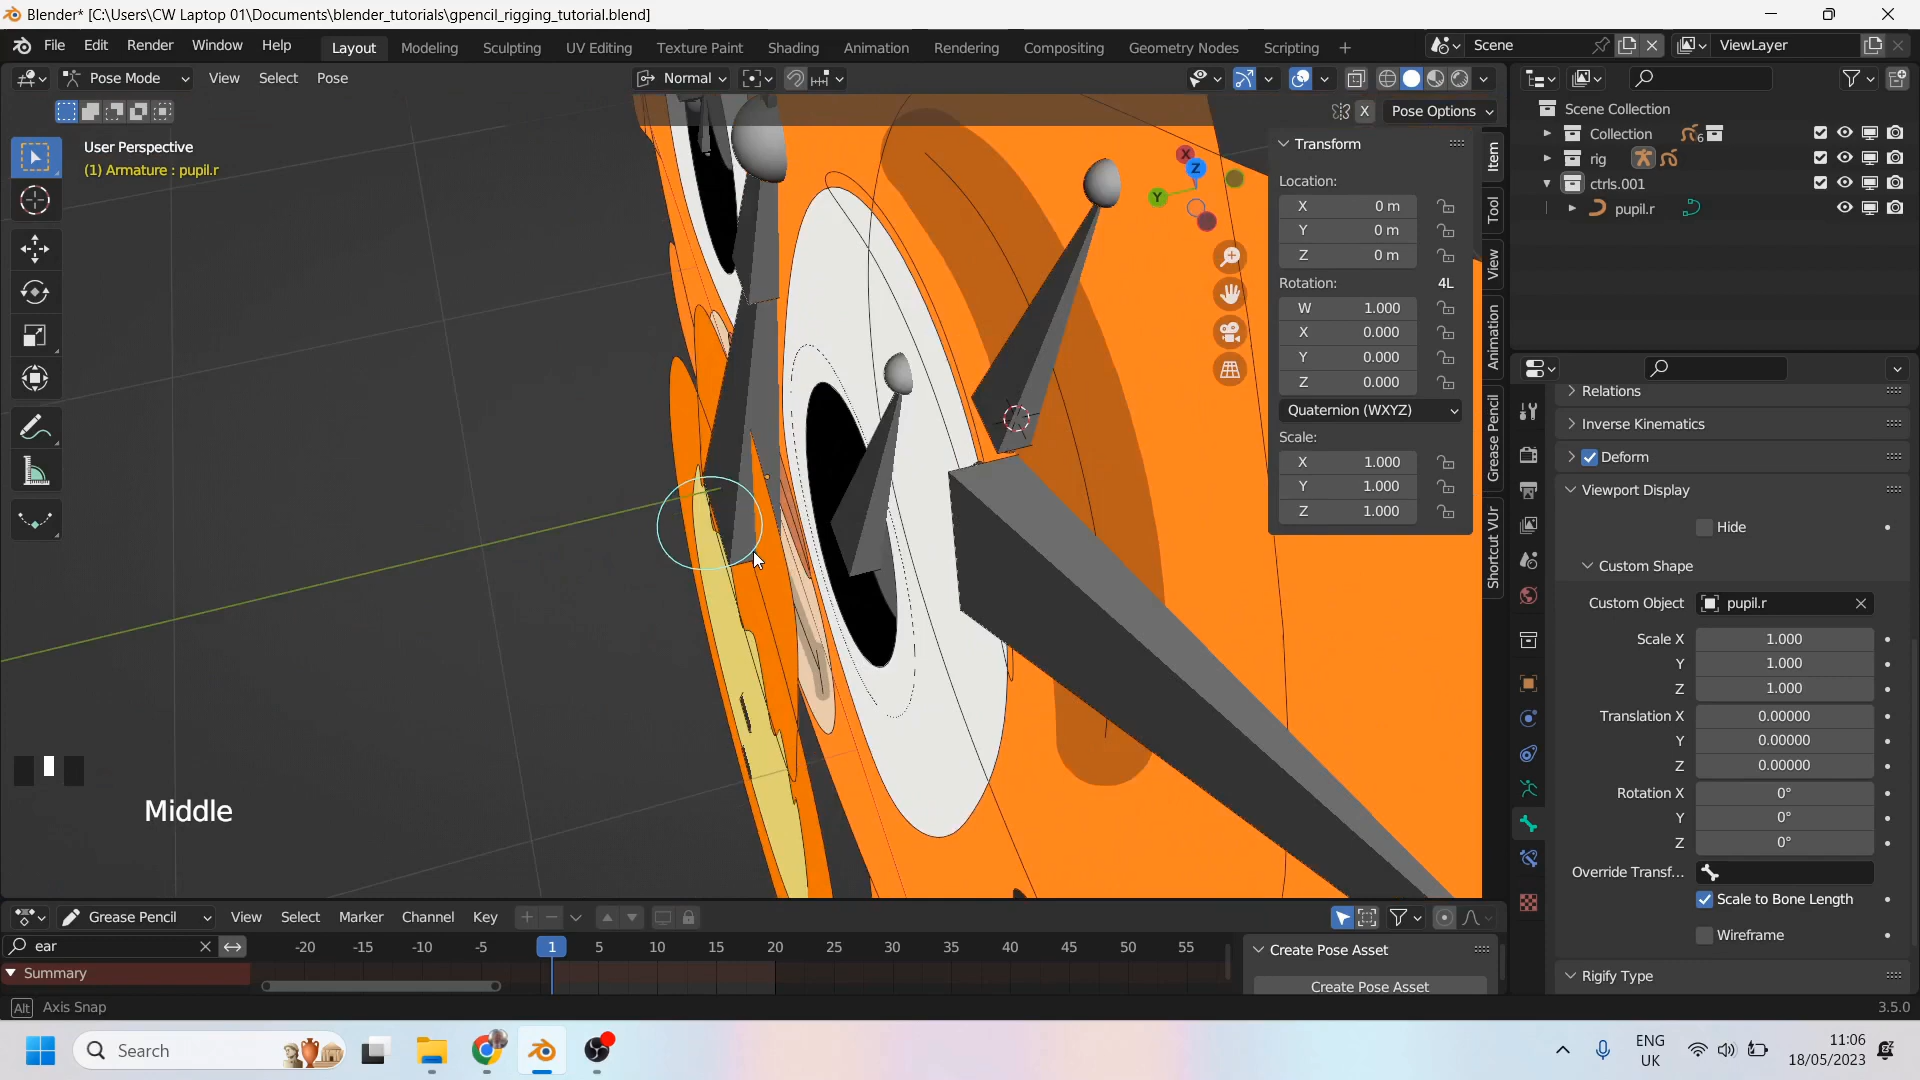 Blender* [C:\Users\CW Laptop 01\Documents\blender_tutorials\gpencil_rigging_tutorial.blend]
File Edit Render Window Help Layout Modeling Sculpting UV Editing Texture Paint Shading Animation Rendering Compositing Geometry Nodes Scripting + Scene ViewLayer
Pose Mode View Select Pose Normal
X Pose Options
User Perspective
(1) Armature : pupil.r
Transform
Location:
X 0 m
Y 0 m
Z 0 m
Rotation: 4L
W 1.000
X 0.000
Y 0.000
Z 0.000
Quaternion (WXYZ)
Scale:
X 1.000
Y 1.000
Z 1.000
Item
Tool
View
Animation
Grease Pencil
Shortcut VUr
X
Y
Z
Scene Collection
Collection 6
rig
ctrls.001
pupil.r
Relations
Inverse Kinematics
Deform
Viewport Display
Hide
Custom Shape
Custom Object pupil.r
Scale X 1.000
Y 1.000
Z 1.000
Translation X 0.00000
Y 0.00000
Z 0.00000
Rotation X 0°
Y 0°
Z 0°
Override Transf...
Scale to Bone Length
Wireframe
Rigify Type
Middle
Grease Pencil View Select Marker Channel Key
ear -20 -15 -10 -5 1 5 10 15 20 25 30 35 40 45 50 55
Summary
Create Pose Asset
Create Pose Asset
Alt Axis Snap 3.5.0
Search
ENG
UK
11:06
18/05/2023